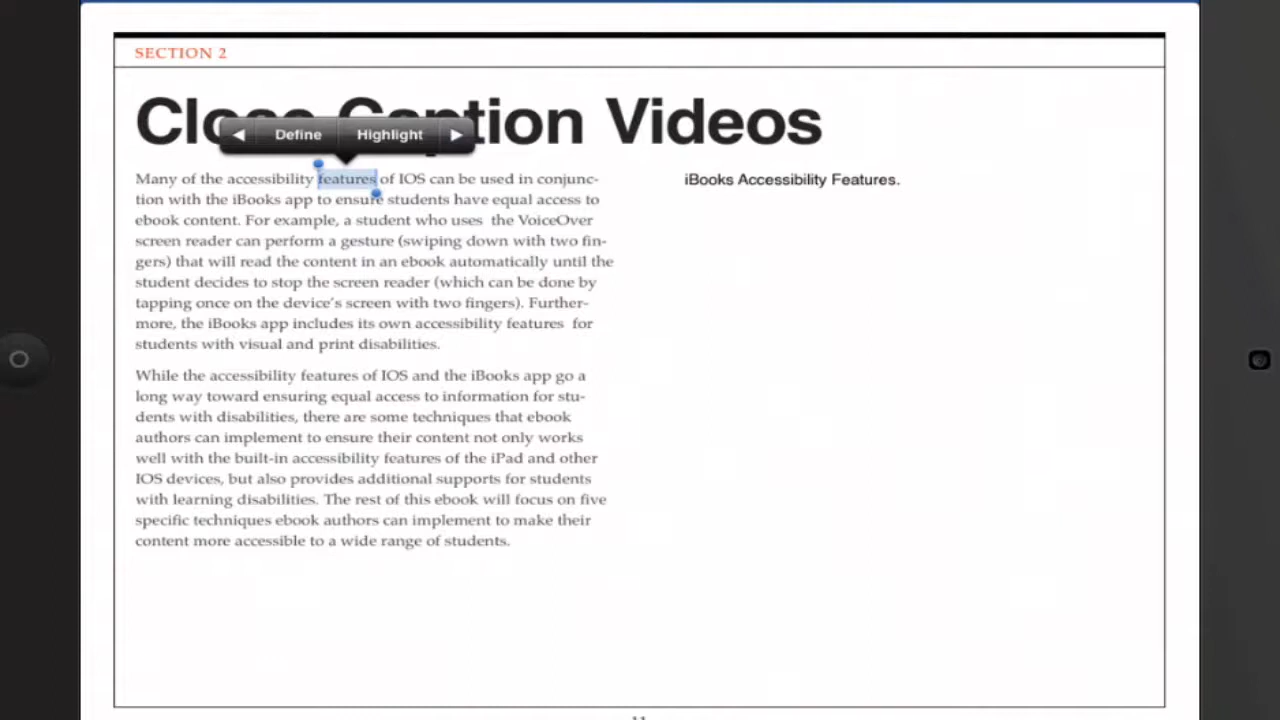 SECTION 2
Close Caption Videos
Define Highlight
Many of the accessibility features of IOS can be used in conjunc-
tion with the iBooks app to ensure students have equal access to
ebook content. For example, a student who uses the VoiceOver
screen reader can perform a gesture (swiping down with two fin-
gers) that will read the content in an ebook automatically until the
student decides to stop the screen reader (which can be done by
tapping once on the device's screen with two fingers). Further-
more, the iBooks app includes its own accessibility features for
students with visual and print disabilities.
While the accessibility features of IOS and the iBooks app go a
long way toward ensuring equal access to information for stu-
dents with disabilities, there are some techniques that ebook
authors can implement to ensure their content not only works
well with the built-in accessibility features of the iPad and other
IOS devices, but also provides additional supports for students
with learning disabilities. The rest of this ebook will focus on five
specific techniques ebook authors can implement to make their
content more accessible to a wide range of students.
iBooks Accessibility Features.